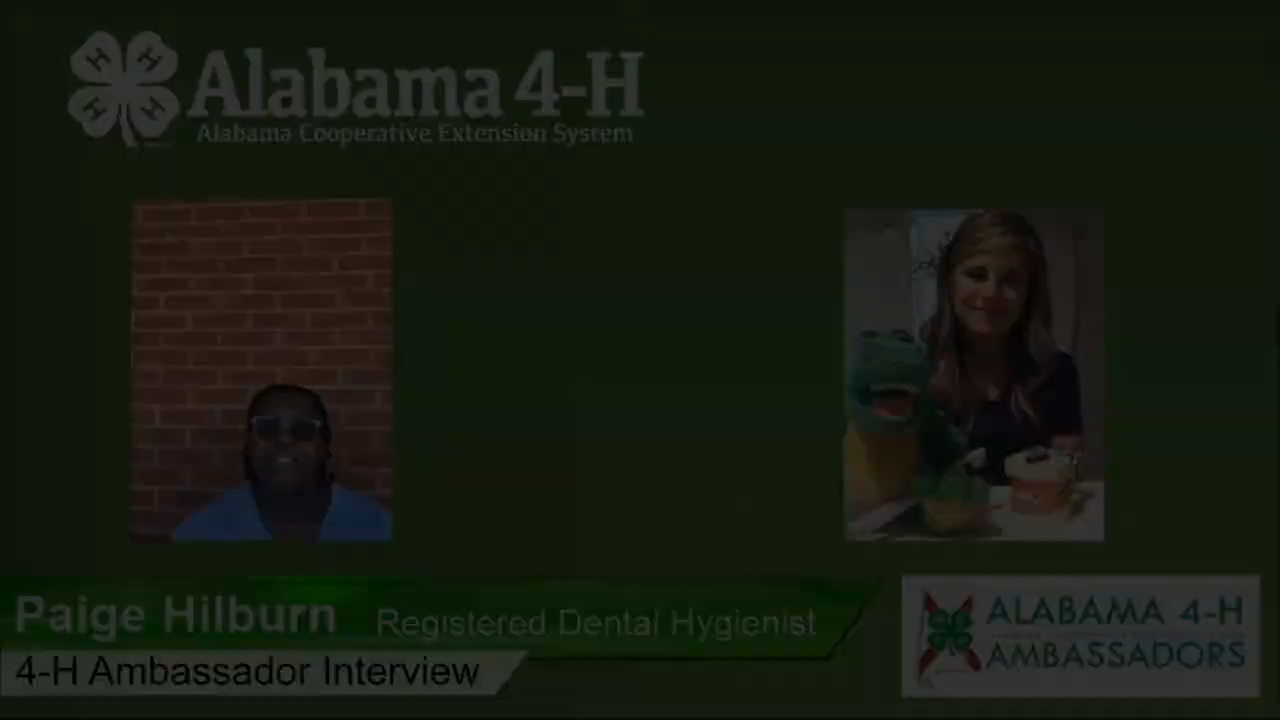 Alabama 4-H
Alabama Cooperative Extension System
Paige Hilburn Registered Dental Hygienist
4-H Ambassador Interview
ALABAMA 4-H
AMBASSADORS